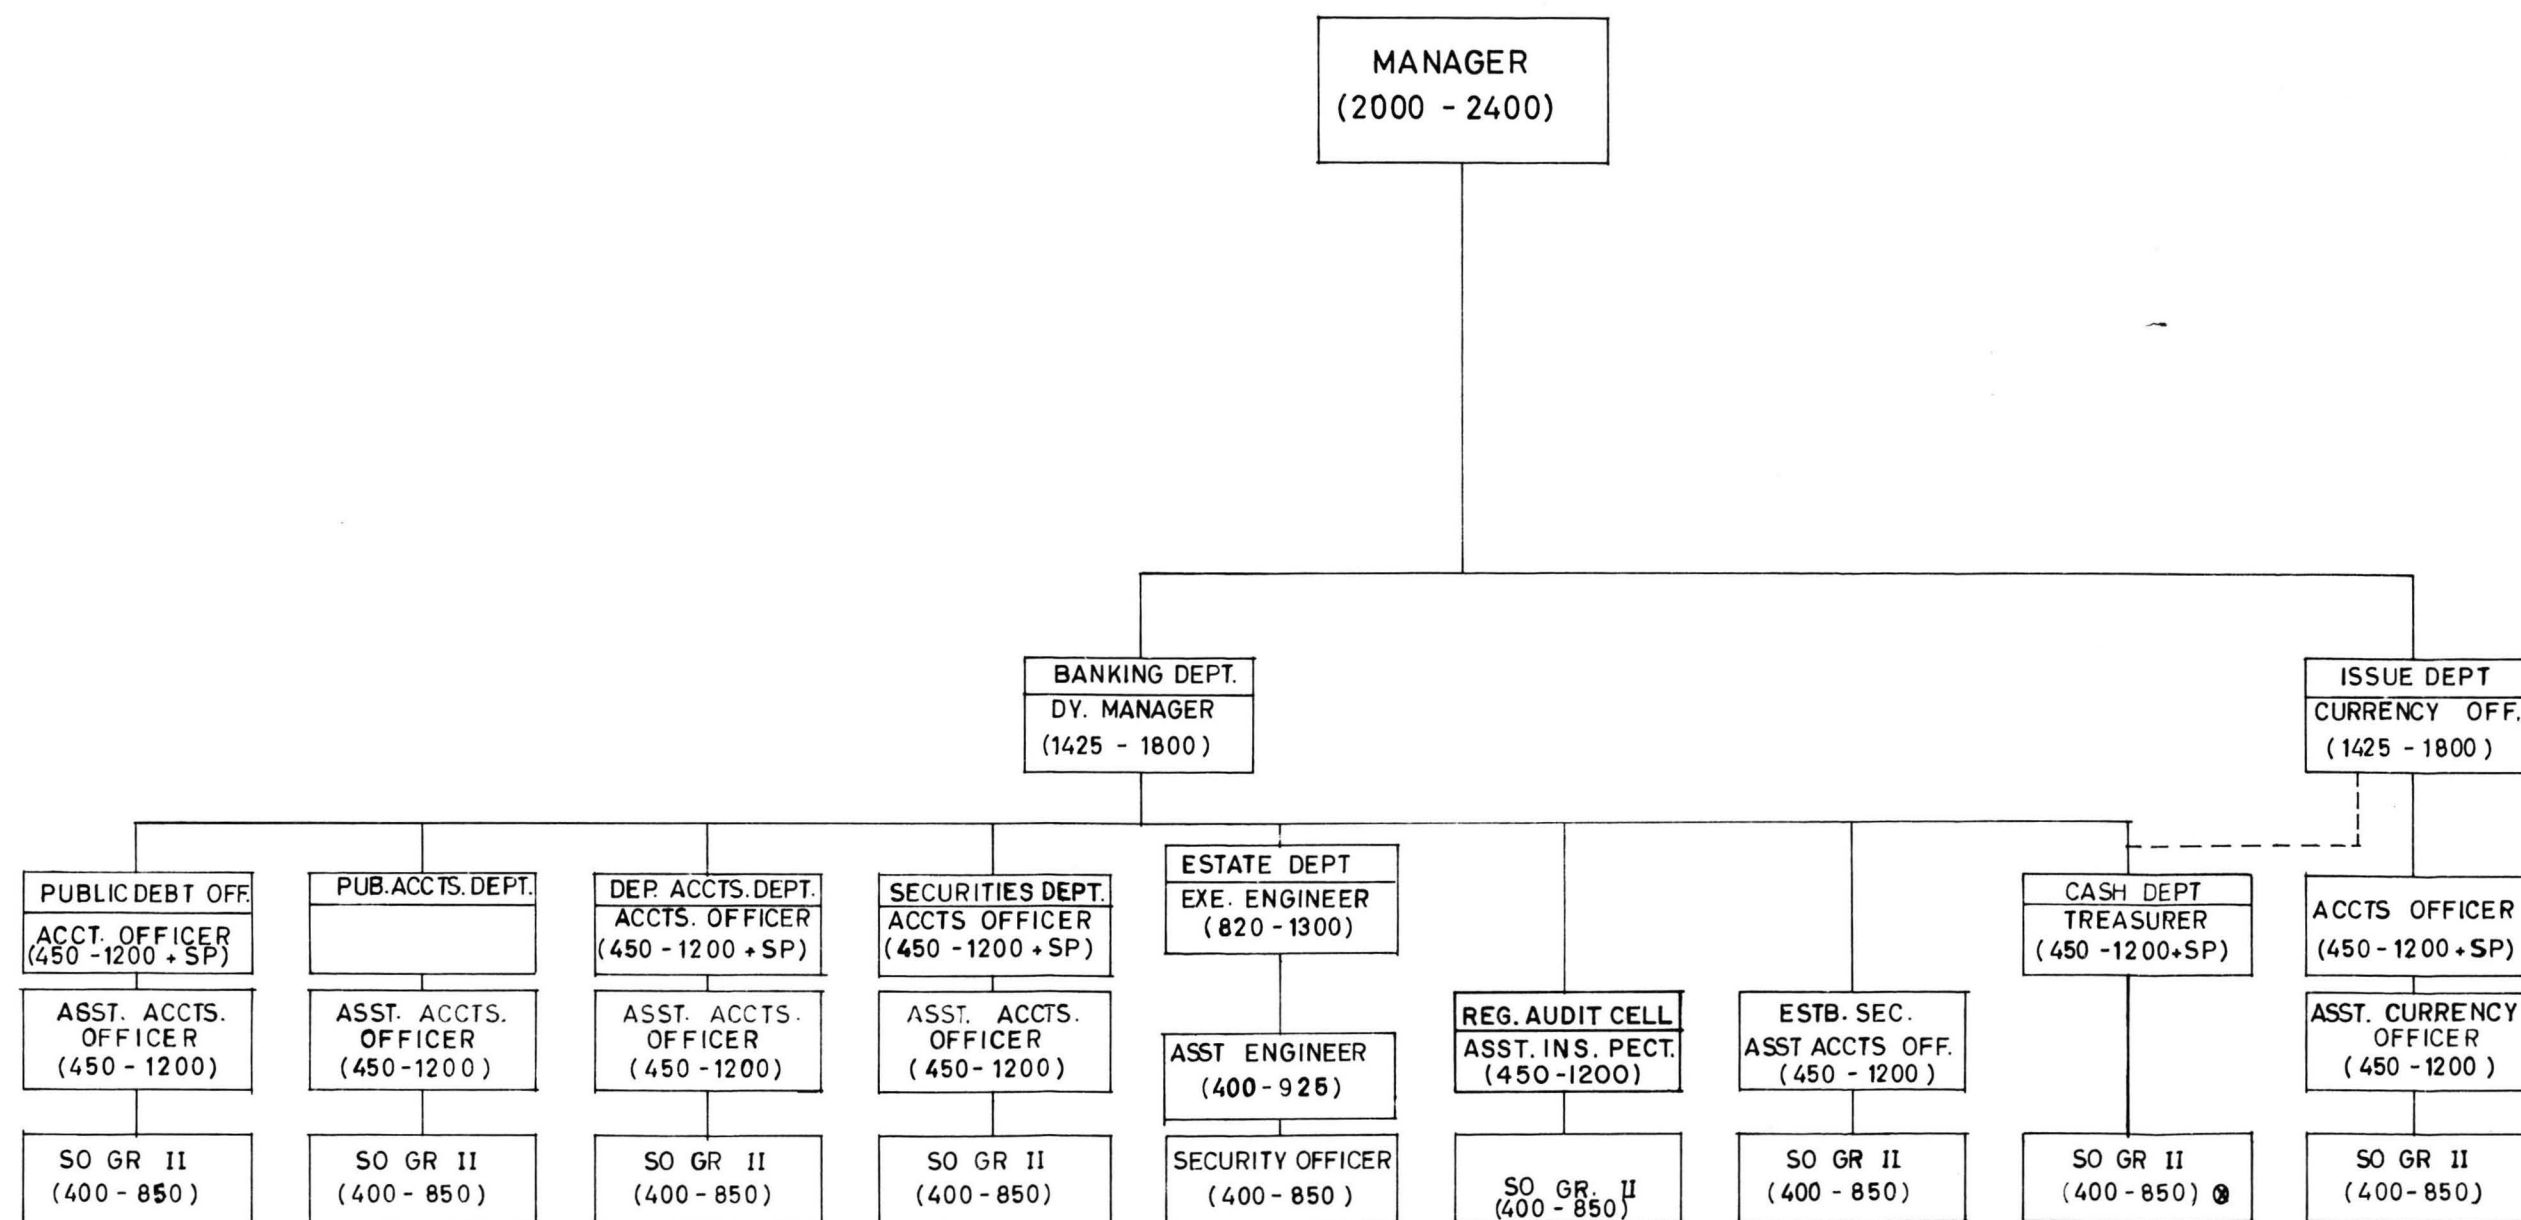 MANAGER
(2000 - 2400)
BANKING DEPT.
DY. MANAGER
(1425 - 1800)
ISSUE DEPT
CURRENCY OFF.
(1425 - 1800)
PUBLIC DEBT OFF.
ACCT. OFFICER
(450 - 1200 + SP)
PUB. ACCTS. DEPT.
DEP. ACCTS. DEPT.
ACCTS. OFFICER
(450 - 1200 + SP)
SECURITIES DEPT.
ACCTS OFFICER
(450 - 1200 + SP)
ESTATE DEPT
EXE. ENGINEER
(820 - 1300)
CASH DEPT
TREASURER
(450 - 1200+SP)
ACCTS OFFICER
(450 - 1200 + SP)
ASST. ACCTS.
OFFICER
(450 - 1200)
ASST. ACCTS.
OFFICER
(450 - 1200)
ASST. ACCTS.
OFFICER
(450 - 1200)
ASST. ACCTS.
OFFICER
(450 - 1200)
ASST ENGINEER
(400 - 925)
REG. AUDIT CELL
ASST. INS. PECT.
(450 - 1200)
ESTB. SEC.
ASST ACCTS OFF.
(450 - 1200)
ASST. CURRENCY
OFFICER
(450 - 1200)
SO GR II
(400 - 850)
SO GR II
(400 - 850)
SO GR II
(400 - 850)
SO GR II
(400 - 850)
SECURITY OFFICER
(400 - 850)
SO GR. II
(400 - 850)
SO GR II
(400 - 850)
SO GR II
(400 - 850) ⊗
SO GR II
(400 - 850)